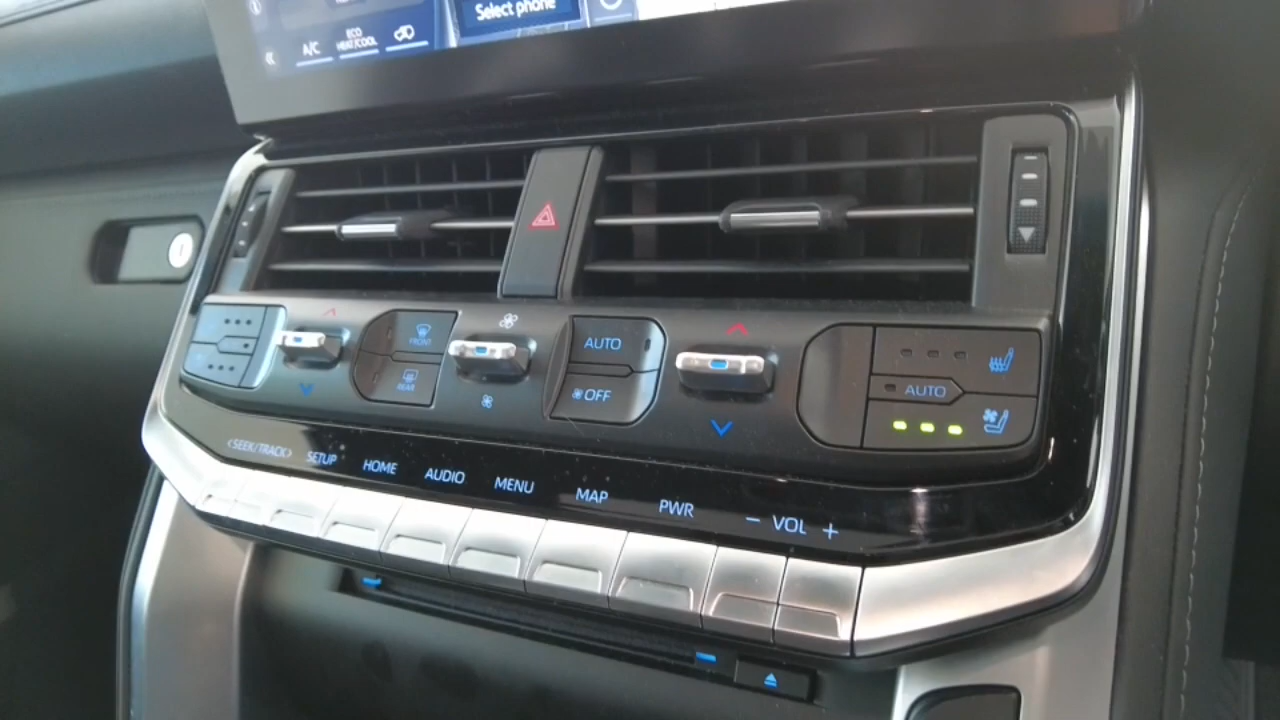 Select phone
A/C
ECO
HEAT/COOL
FRONT
REAR
AUTO
OFF
AUTO
<SEEK/TRACK> SETUP HOME AUDIO MENU MAP PWR − VOL +